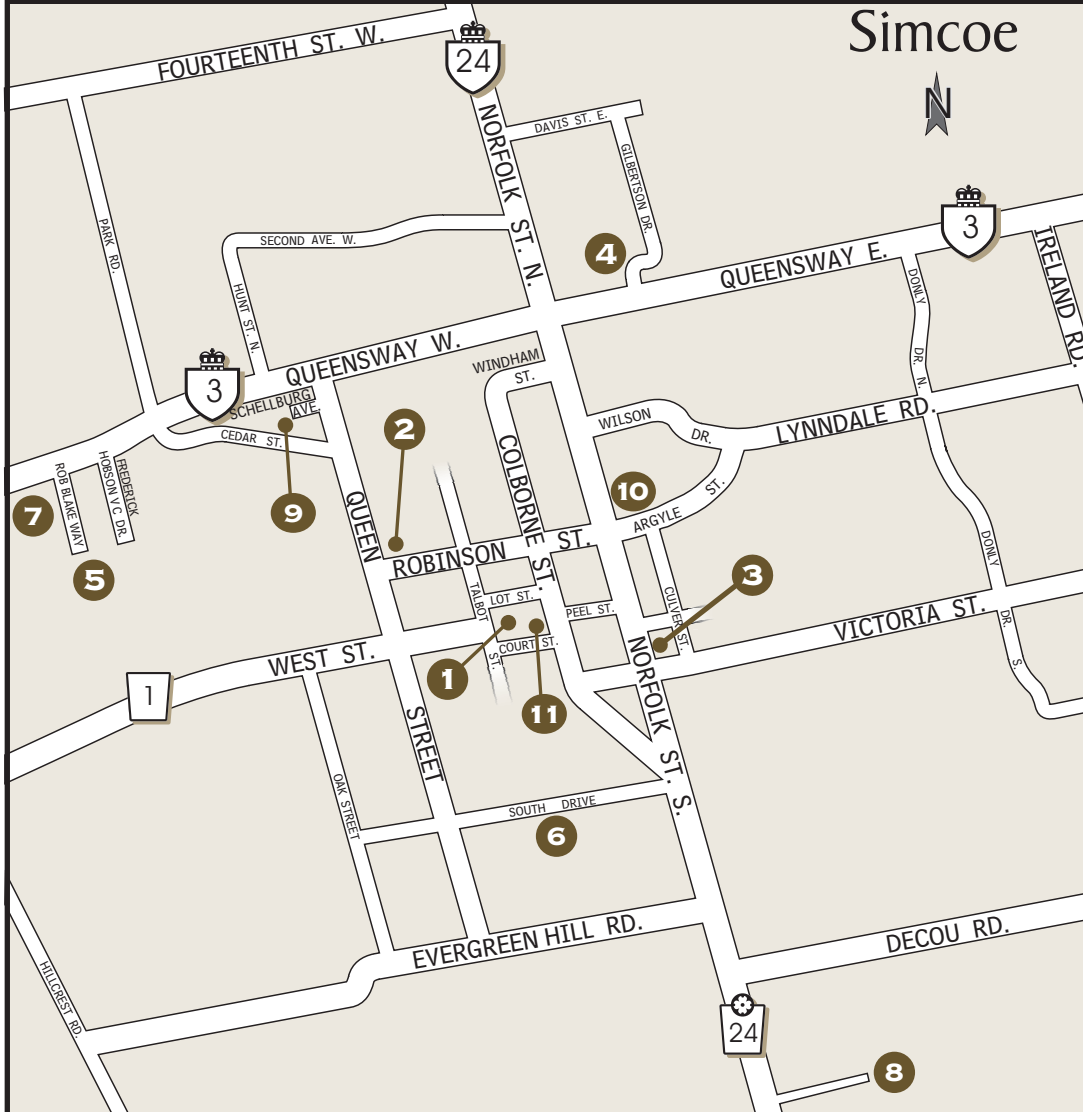 Simcoe
N
FOURTEENTH ST. W.
24
NORFOLK ST. N.
DAVIS ST. E.
GILBERTSON DR.
PARK RD.
SECOND AVE. W.
HUNT ST. N.
4
3
QUEENSWAY E.
IRELAND RD.
DONLY DR. N.
QUEENSWAY W.
3
WINDHAM
ST.
SCHELLBURG
AVE
CEDAR ST.
2
WILSON DR.
LYNNDALE RD.
COLBORNE ST.
ROB BLAKE WAY
FREDERICK
HOBSON V C DR.
7
9
10
QUEEN STREET
ARGYLE ST.
ROBINSON ST.
5
TALBOT ST.
LOT ST.
PEEL ST.
CULVER ST.
3
DONLY DR. S.
VICTORIA ST.
COURT ST.
WEST ST.
1
1
11
NORFOLK ST. S.
OAK STREET
SOUTH DRIVE
6
EVERGREEN HILL RD.
DECOU RD.
HILLCREST RD.
24
8